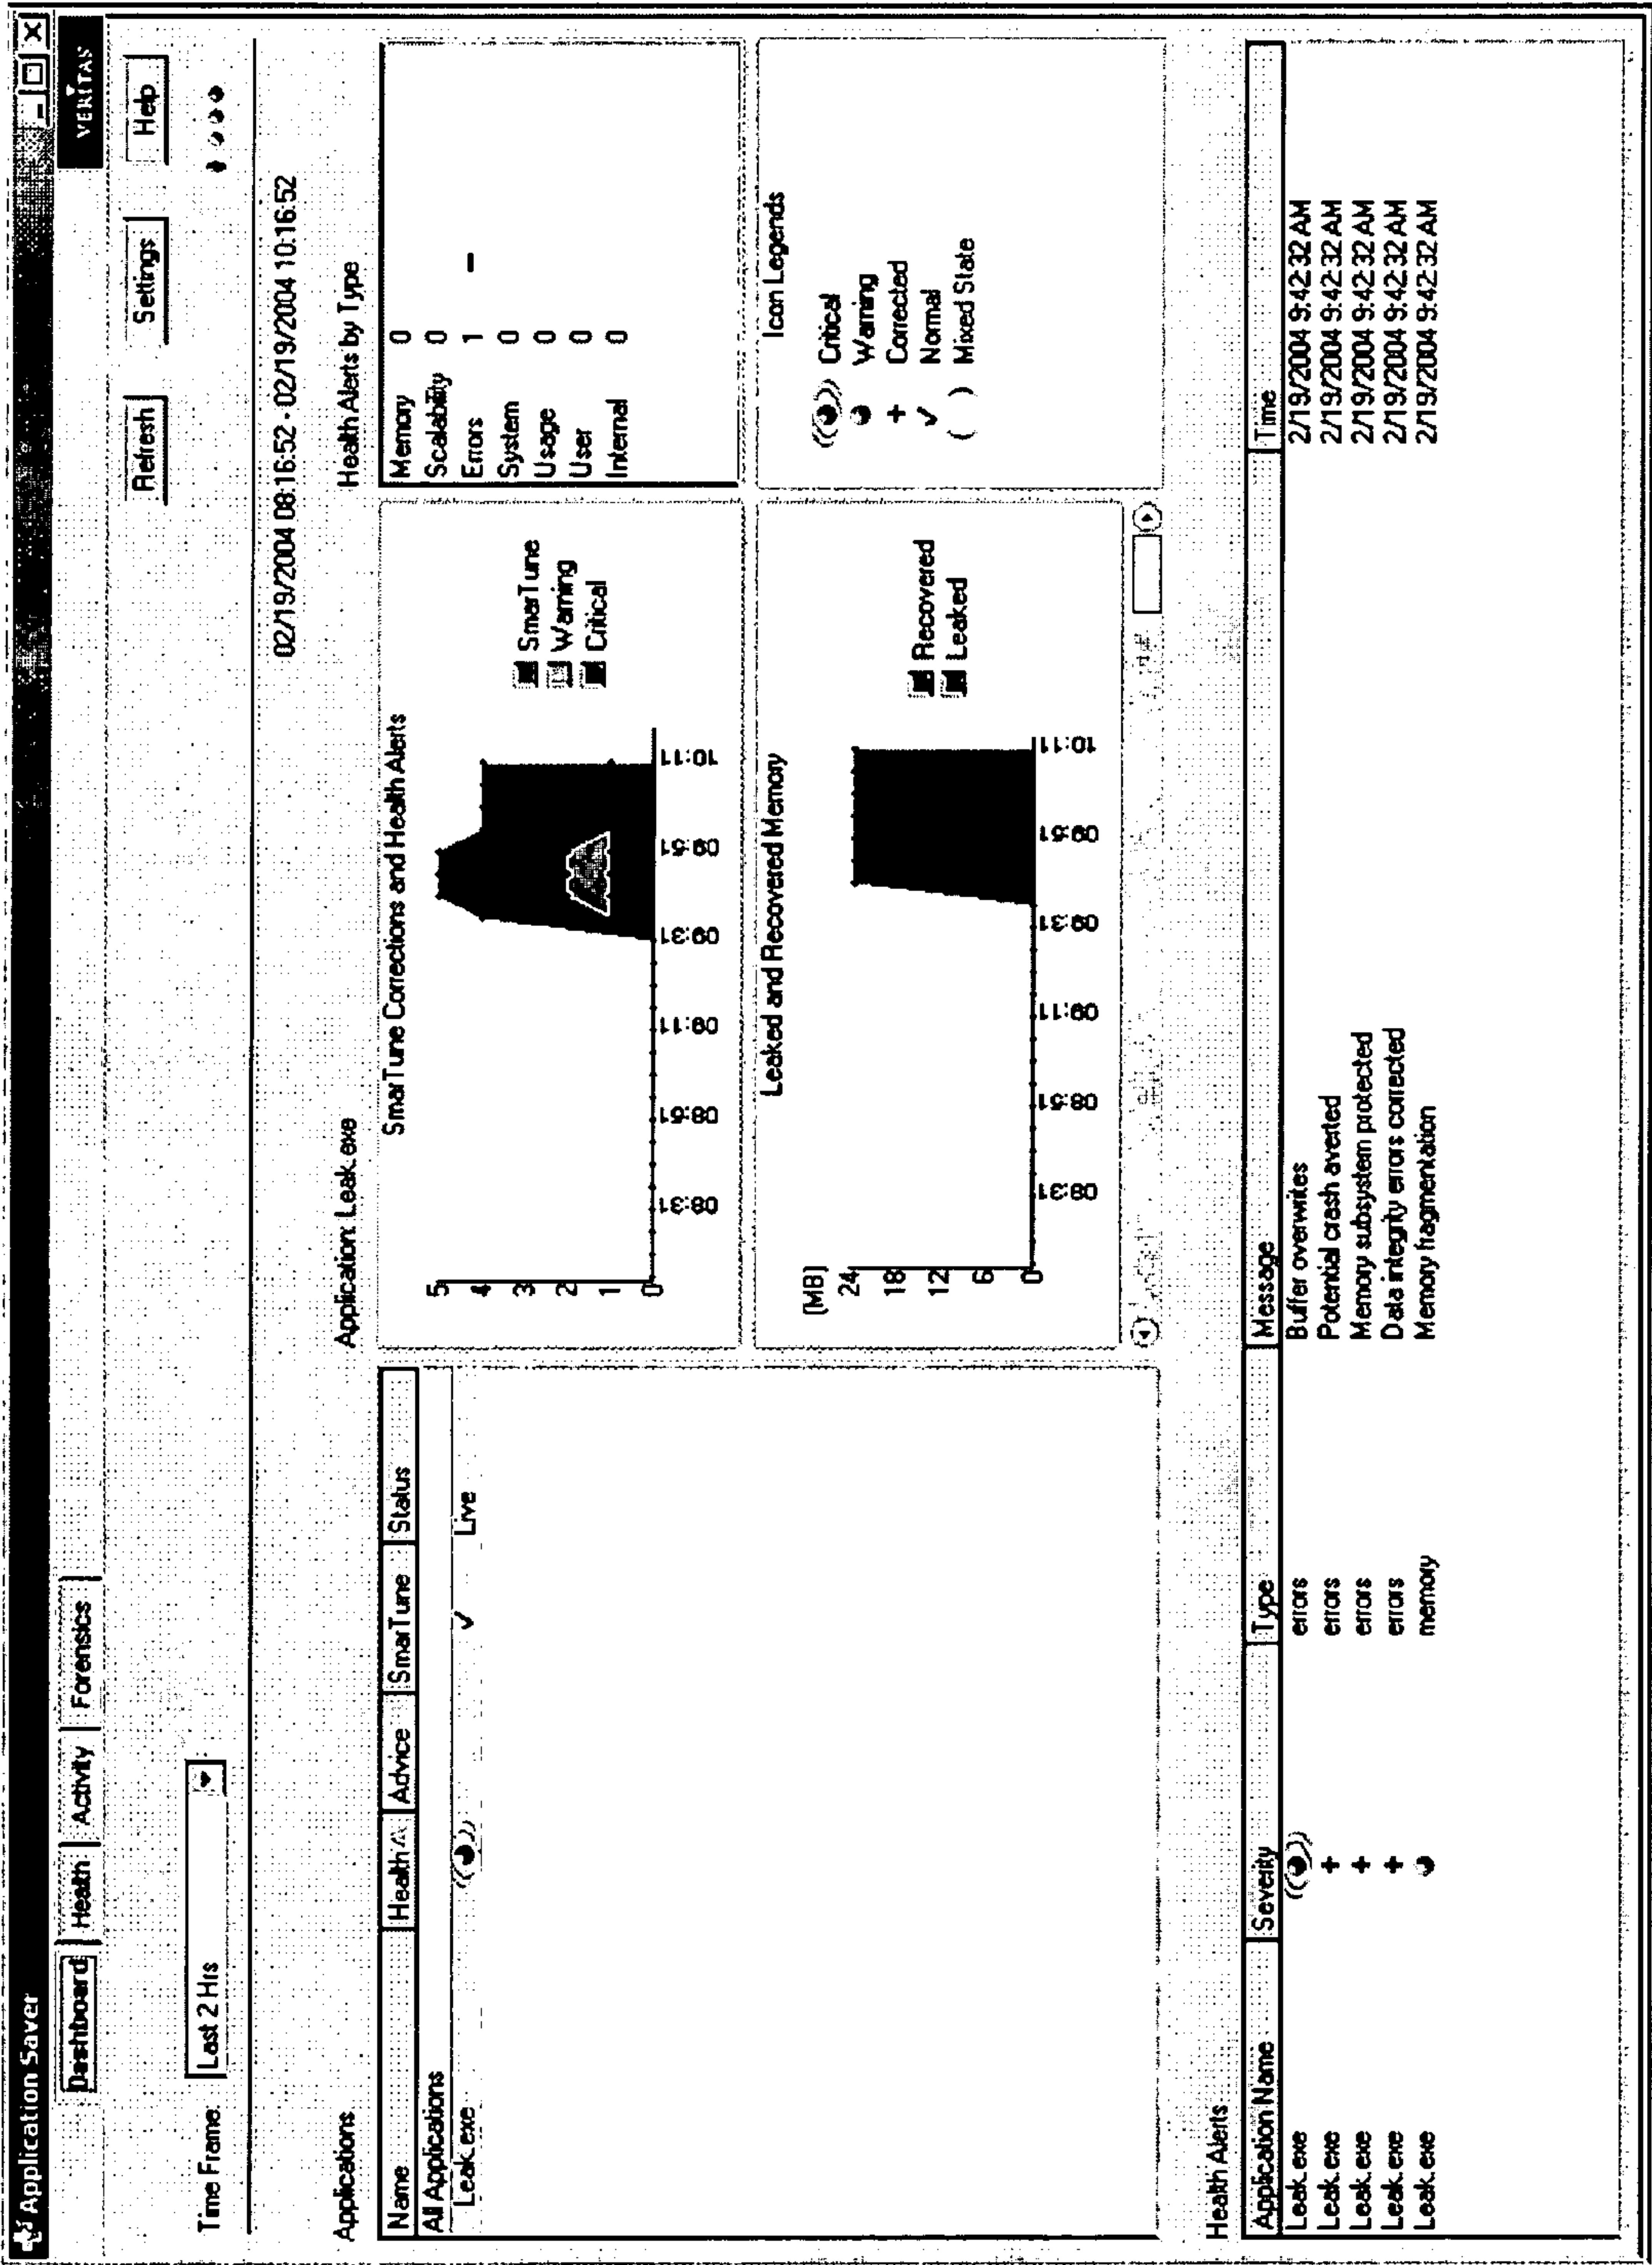 Application Saver
Dashboard Health Activity Forensics
VERITAS
Refresh Settings Help
Time Frame: Last 2 Hrs
02/19/2004 08:16:52 - 02/19/2004 10:16:52
Applications
Name Health A Advice SmarTune Status
All Applications
Leak.exe Live
Application: Leak.exe
SmarTune Corrections and Health Alerts
5
4
3
2
1
0
08:31 08:51 09:11 09:31 09:51 10:11
SmarTune
Warning
Critical
Health Alerts by Type
Memory 0
Scalability 0
Errors 1
System 0
Usage 0
User 0
Internal 0
Leaked and Recovered Memory
(MB)
24
18
12
6
0
08:31 08:51 09:11 09:31 09:51 10:11
Recovered
Leaked
Icon Legends
Critical
Warning
+ Corrected
✓ Normal
( ) Mixed State
Health Alerts
Application Name Severity Type Message Time
Leak.exe errors Buffer overwrites 2/19/2004 9:42:32 AM
Leak.exe + errors Potential crash averted 2/19/2004 9:42:32 AM
Leak.exe + errors Memory subsystem protected 2/19/2004 9:42:32 AM
Leak.exe + errors Data integrity errors corrected 2/19/2004 9:42:32 AM
Leak.exe memory Memory fragmentation 2/19/2004 9:42:32 AM